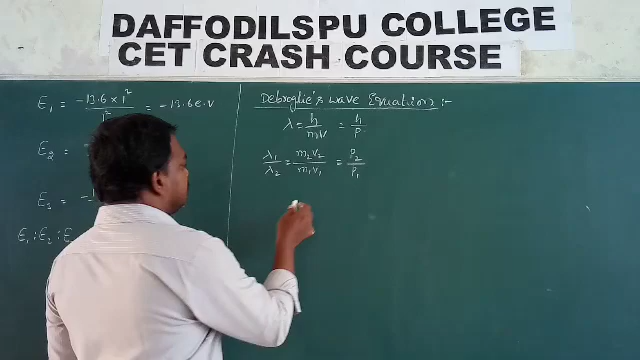 DAFFODILSPU COLLEGE
CET CRASH COURSE
E₁ = -13.6 × 1² / 1² = -13.6 e.V
E₂ =
E₃ = -
E₁ : E₂ : E
Debroglie's wave Equation :-
λ = h / mv = h / P
λ₁ / λ₂ = m₂v₂ / m₁v₁ = P₂ / P₁